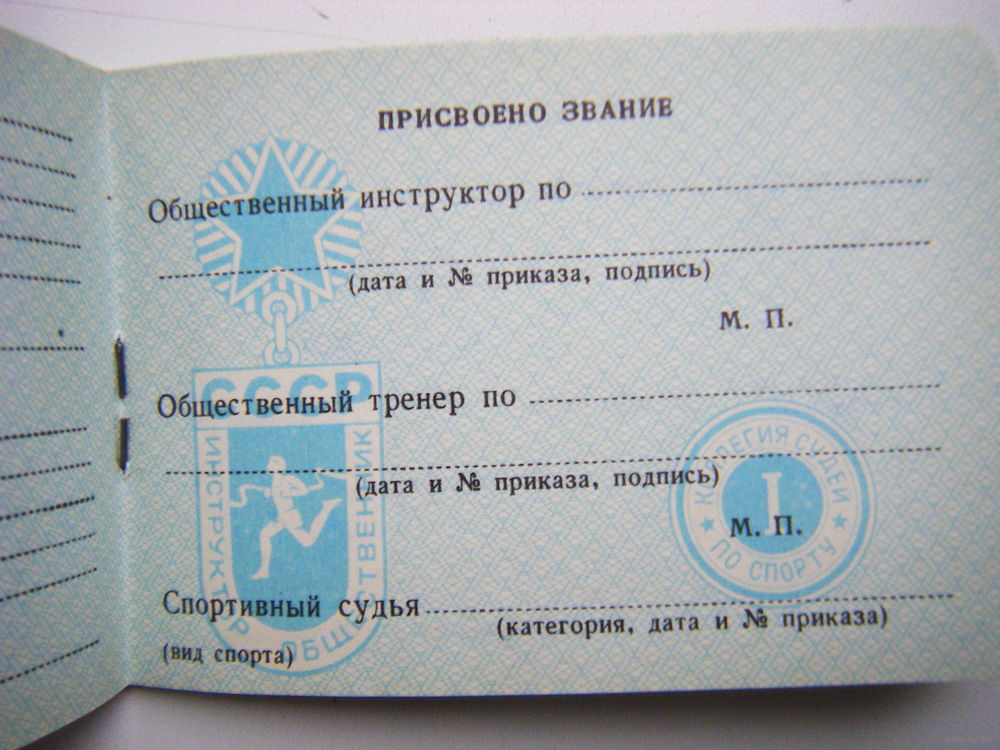 ПРИСВОЕНО ЗВАНИЕ
Общественный инструктор по
(дата и № приказа, подпись)
М. П.
СССР
Общественный тренер по
(дата и № приказа, подпись)
КОЛЛЕГИЯ СУДЕЙ
I
ПО СПОРТУ
М. П.
ИНСТРУКТОР ОБЩЕСТВЕННИК
Спортивный судья
(категория, дата и № приказа)
(вид спорта)